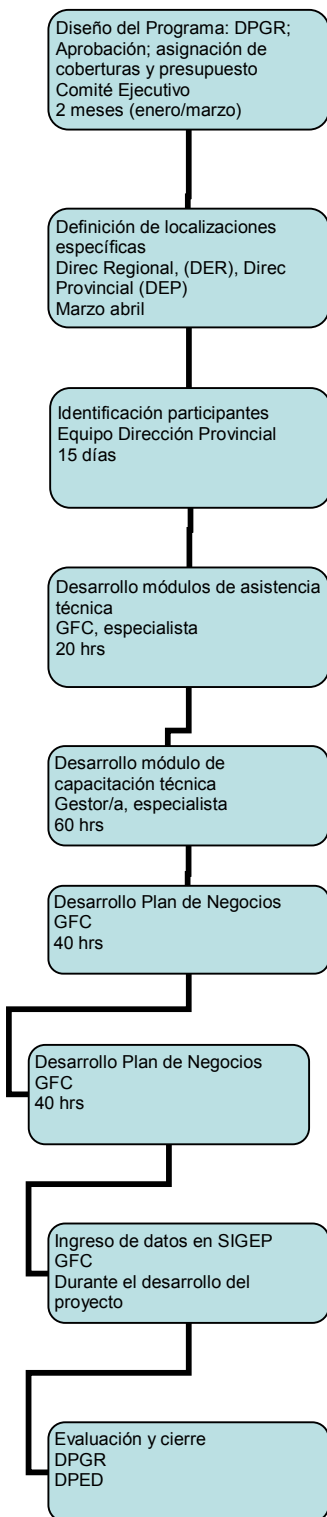 Diseño del Programa: DPGR;
Aprobación; asignación de
coberturas y presupuesto
Comité Ejecutivo
2 meses (enero/marzo)
Definición de localizaciones
específicas
Direc Regional, (DER), Direc
Provincial (DEP)
Marzo abril
Identificación participantes
Equipo Dirección Provincial
15 días
Desarrollo módulos de asistencia
técnica
GFC, especialista
20 hrs
Desarrollo módulo de
capacitación técnica
Gestor/a, especialista
60 hrs
Desarrollo Plan de Negocios
GFC
40 hrs
Desarrollo Plan de Negocios
GFC
40 hrs
Ingreso de datos en SIGEP
GFC
Durante el desarrollo del
proyecto
Evaluación y cierre
DPGR
DPED